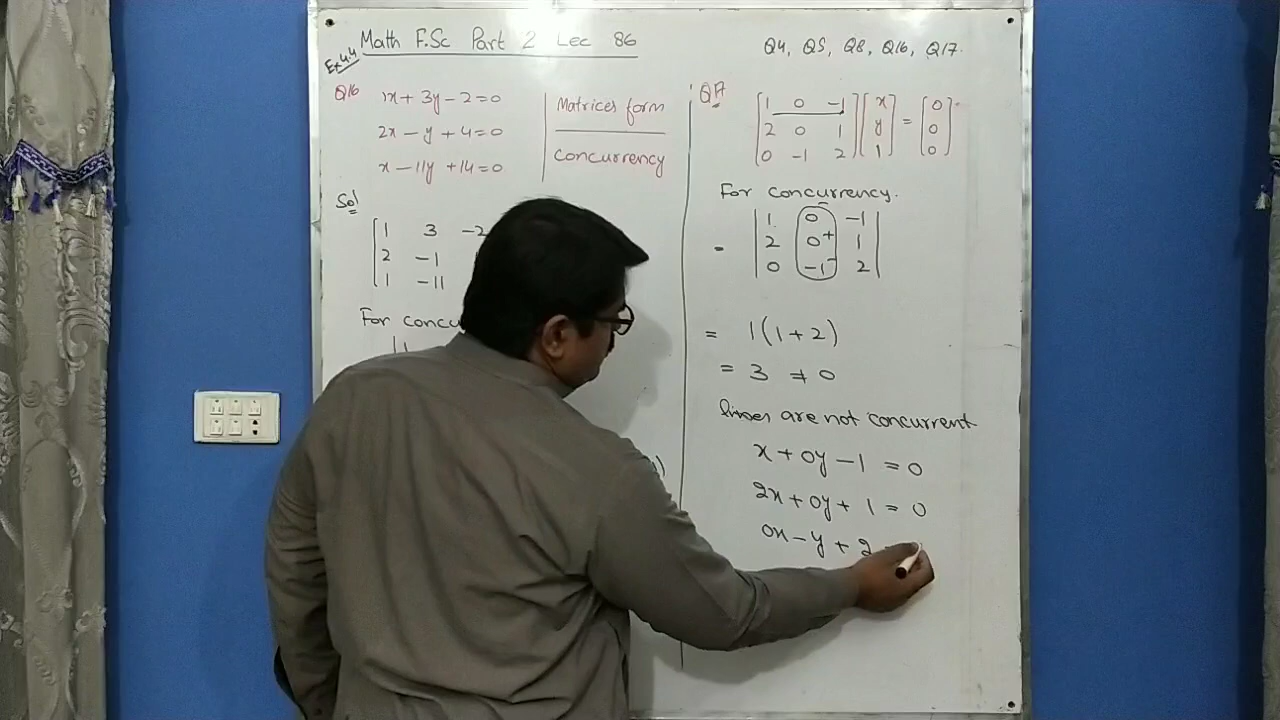 Math F.Sc Part 2 Lec 86
Q4, Q5, Q8, Q16, Q17.
Ex 4.4
Q16
1x + 3y - 2 = 0
2x - y + 4 = 0
x - 11y + 14 = 0
Matrices form
Concurrency
Sol
1 3 -2
2 -1
1 -11
For concu
Q17
[1 0 -1] [x] = [0]
[2 0 1] [y] [0]
[0 -1 2] [1] [0]
For concurrency.
= | 1 0 -1 |
| 2 0+ 1 |
| 0 -1- 2 |
= 1(1+2)
= 3 ≠ 0
lines are not concurrent
x + 0y - 1 = 0
2x + 0y + 1 = 0
0x - y + 2